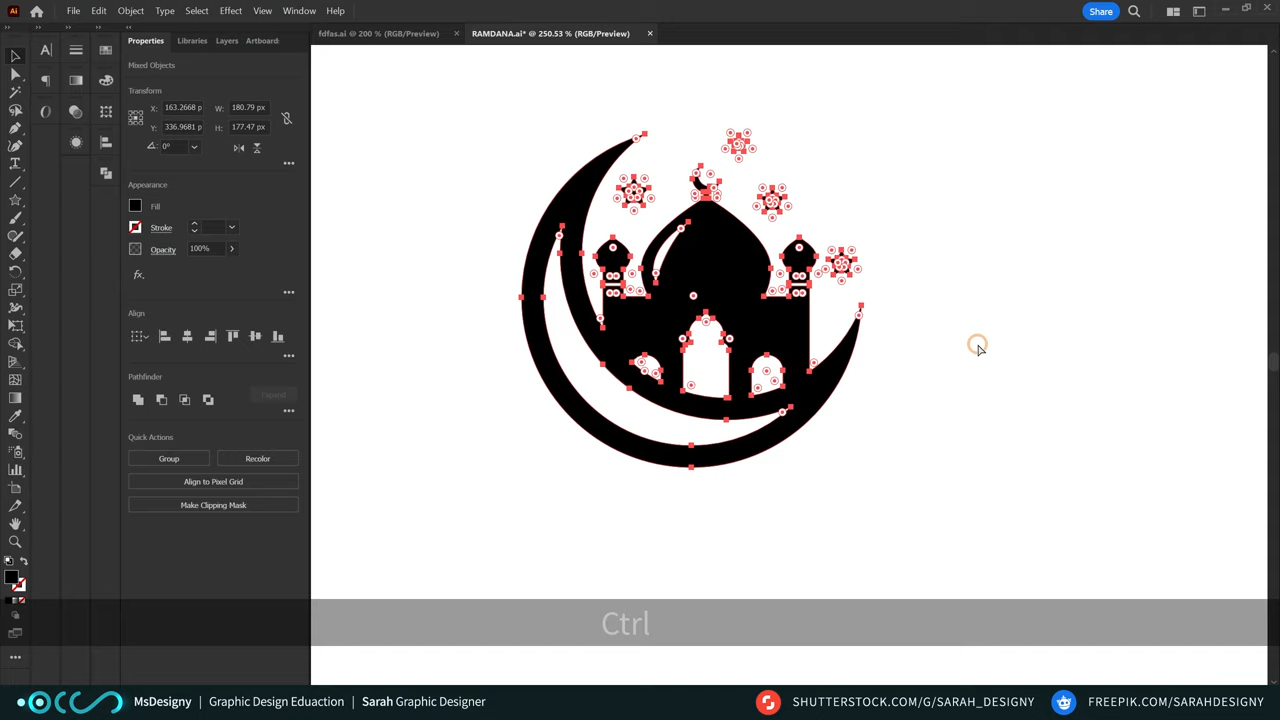 Ai File Edit Object Type Select Effect View Window Help Share
fdfas.ai @ 200 % (RGB/Preview) RAMDANA.ai* @ 250.53 % (RGB/Preview)
Properties Libraries Layers Artboard:
Mixed Objects
Transform
X: 163.2668 p W: 180.79 px
Y: 336.9681 p H: 177.47 px
0°
Appearance
Fill
Stroke
Opacity 100%
fx.
Align
Pathfinder
Expand
Quick Actions
Group Recolor
Align to Pixel Grid
Make Clipping Mask
Ctrl
MsDesigny | Graphic Design Eduaction | Sarah Graphic Designer SHUTTERSTOCK.COM/G/SARAH_DESIGNY FREEPIK.COM/SARAHDESIGNY